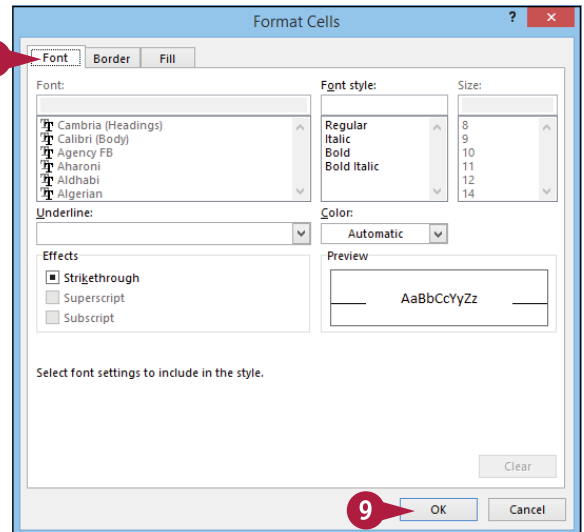 Format Cells
? ×
Font Border Fill
Font: Font style: Size:
Cambria (Headings) Regular 8
Calibri (Body) Italic 9
Agency FB Bold 10
Aharoni Bold Italic 11
Aldhabi 12
Algerian 14
Underline: Color:
Automatic
Effects Preview
Strikethrough
Superscript AaBbCcYyZz
Subscript
Select font settings to include in the style.
Clear
9 OK Cancel